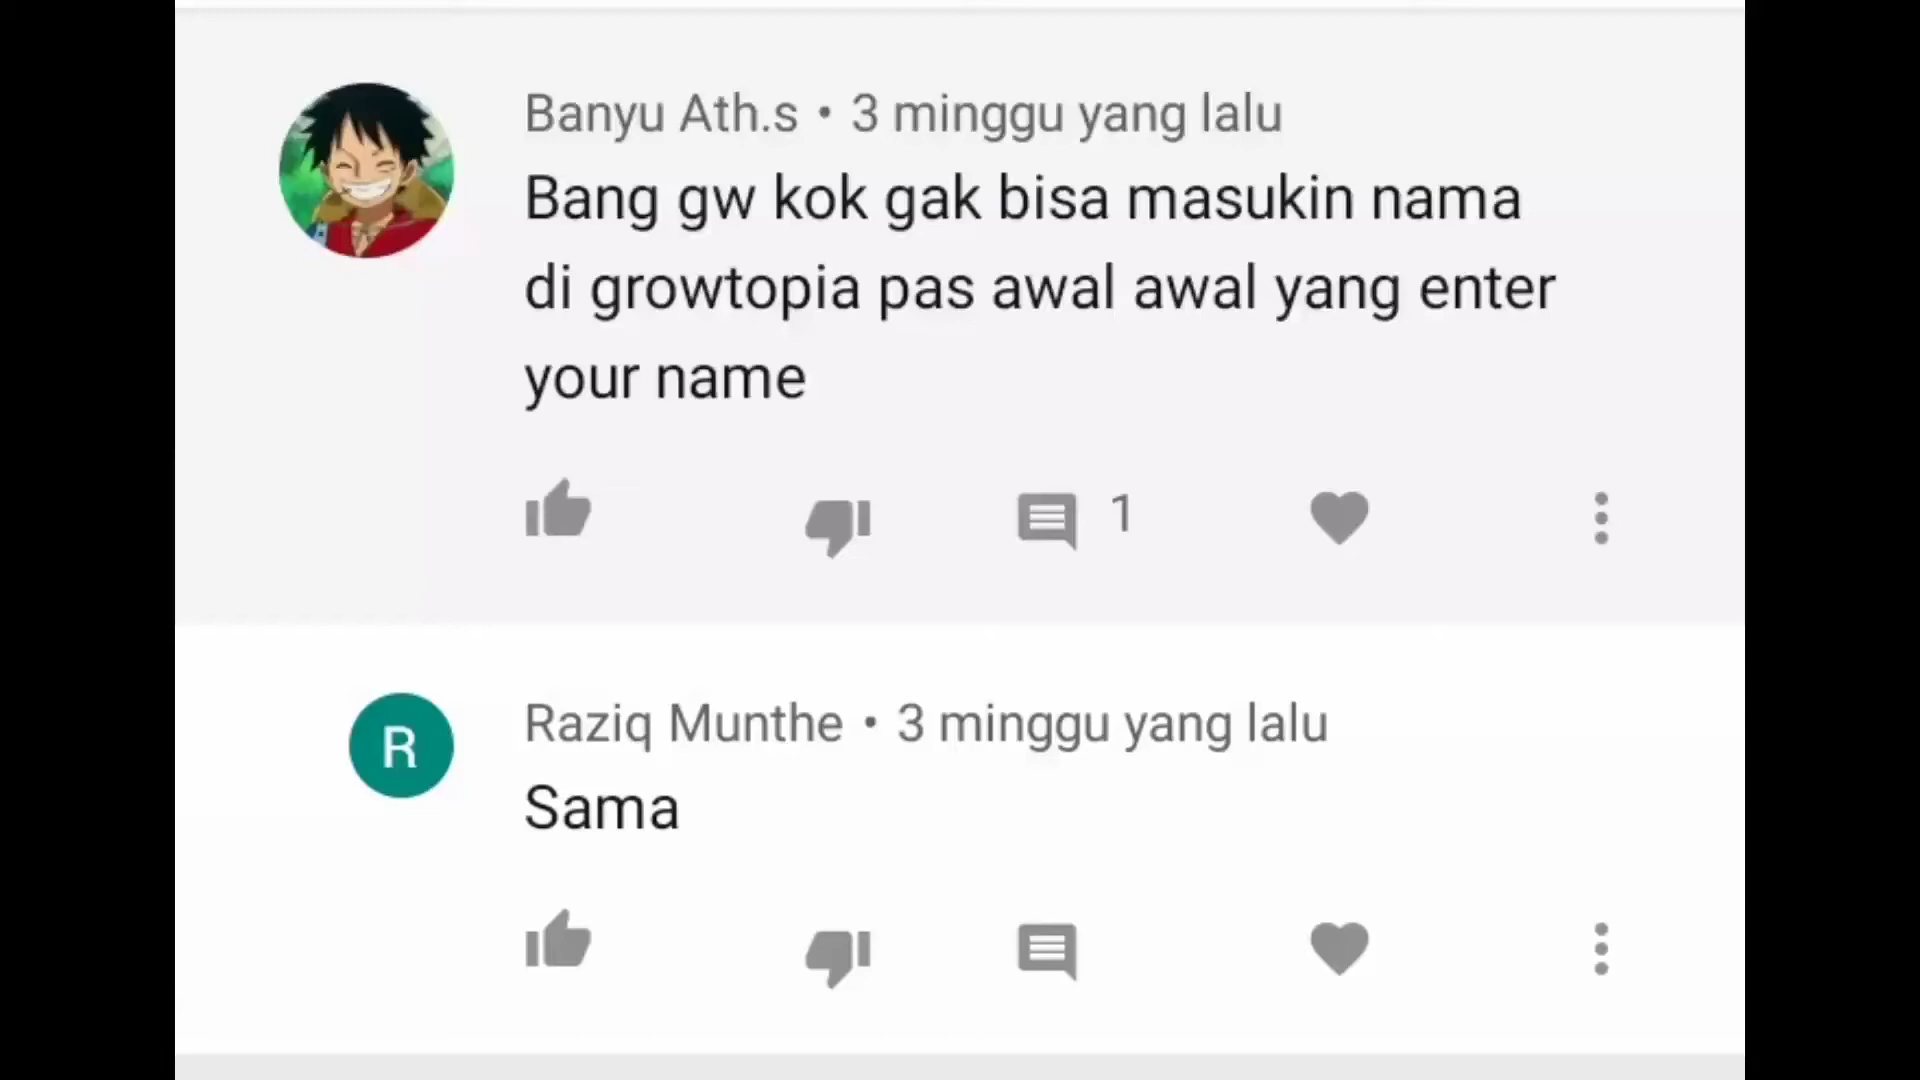 Banyu Ath.s • 3 minggu yang lalu
Bang gw kok gak bisa masukin nama
di growtopia pas awal awal yang enter
your name
1
R
Raziq Munthe • 3 minggu yang lalu
Sama